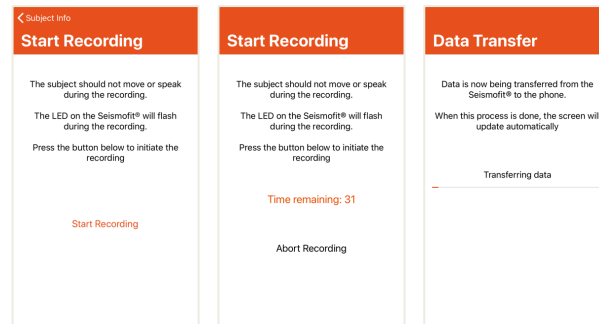 Subject Info
Start Recording
The subject should not move or speak
during the recording.
The LED on the Seismofit® will flash
during the recording.
Press the button below to initiate the
recording
Start Recording
Start Recording
The subject should not move or speak
during the recording.
The LED on the Seismofit® will flash
during the recording.
Press the button below to initiate the
recording
Time remaining: 31
Abort Recording
Data Transfer
Data is now being transferred from the
Seismofit® to the phone.
When this process is done, the screen will
update automatically
Transferring data